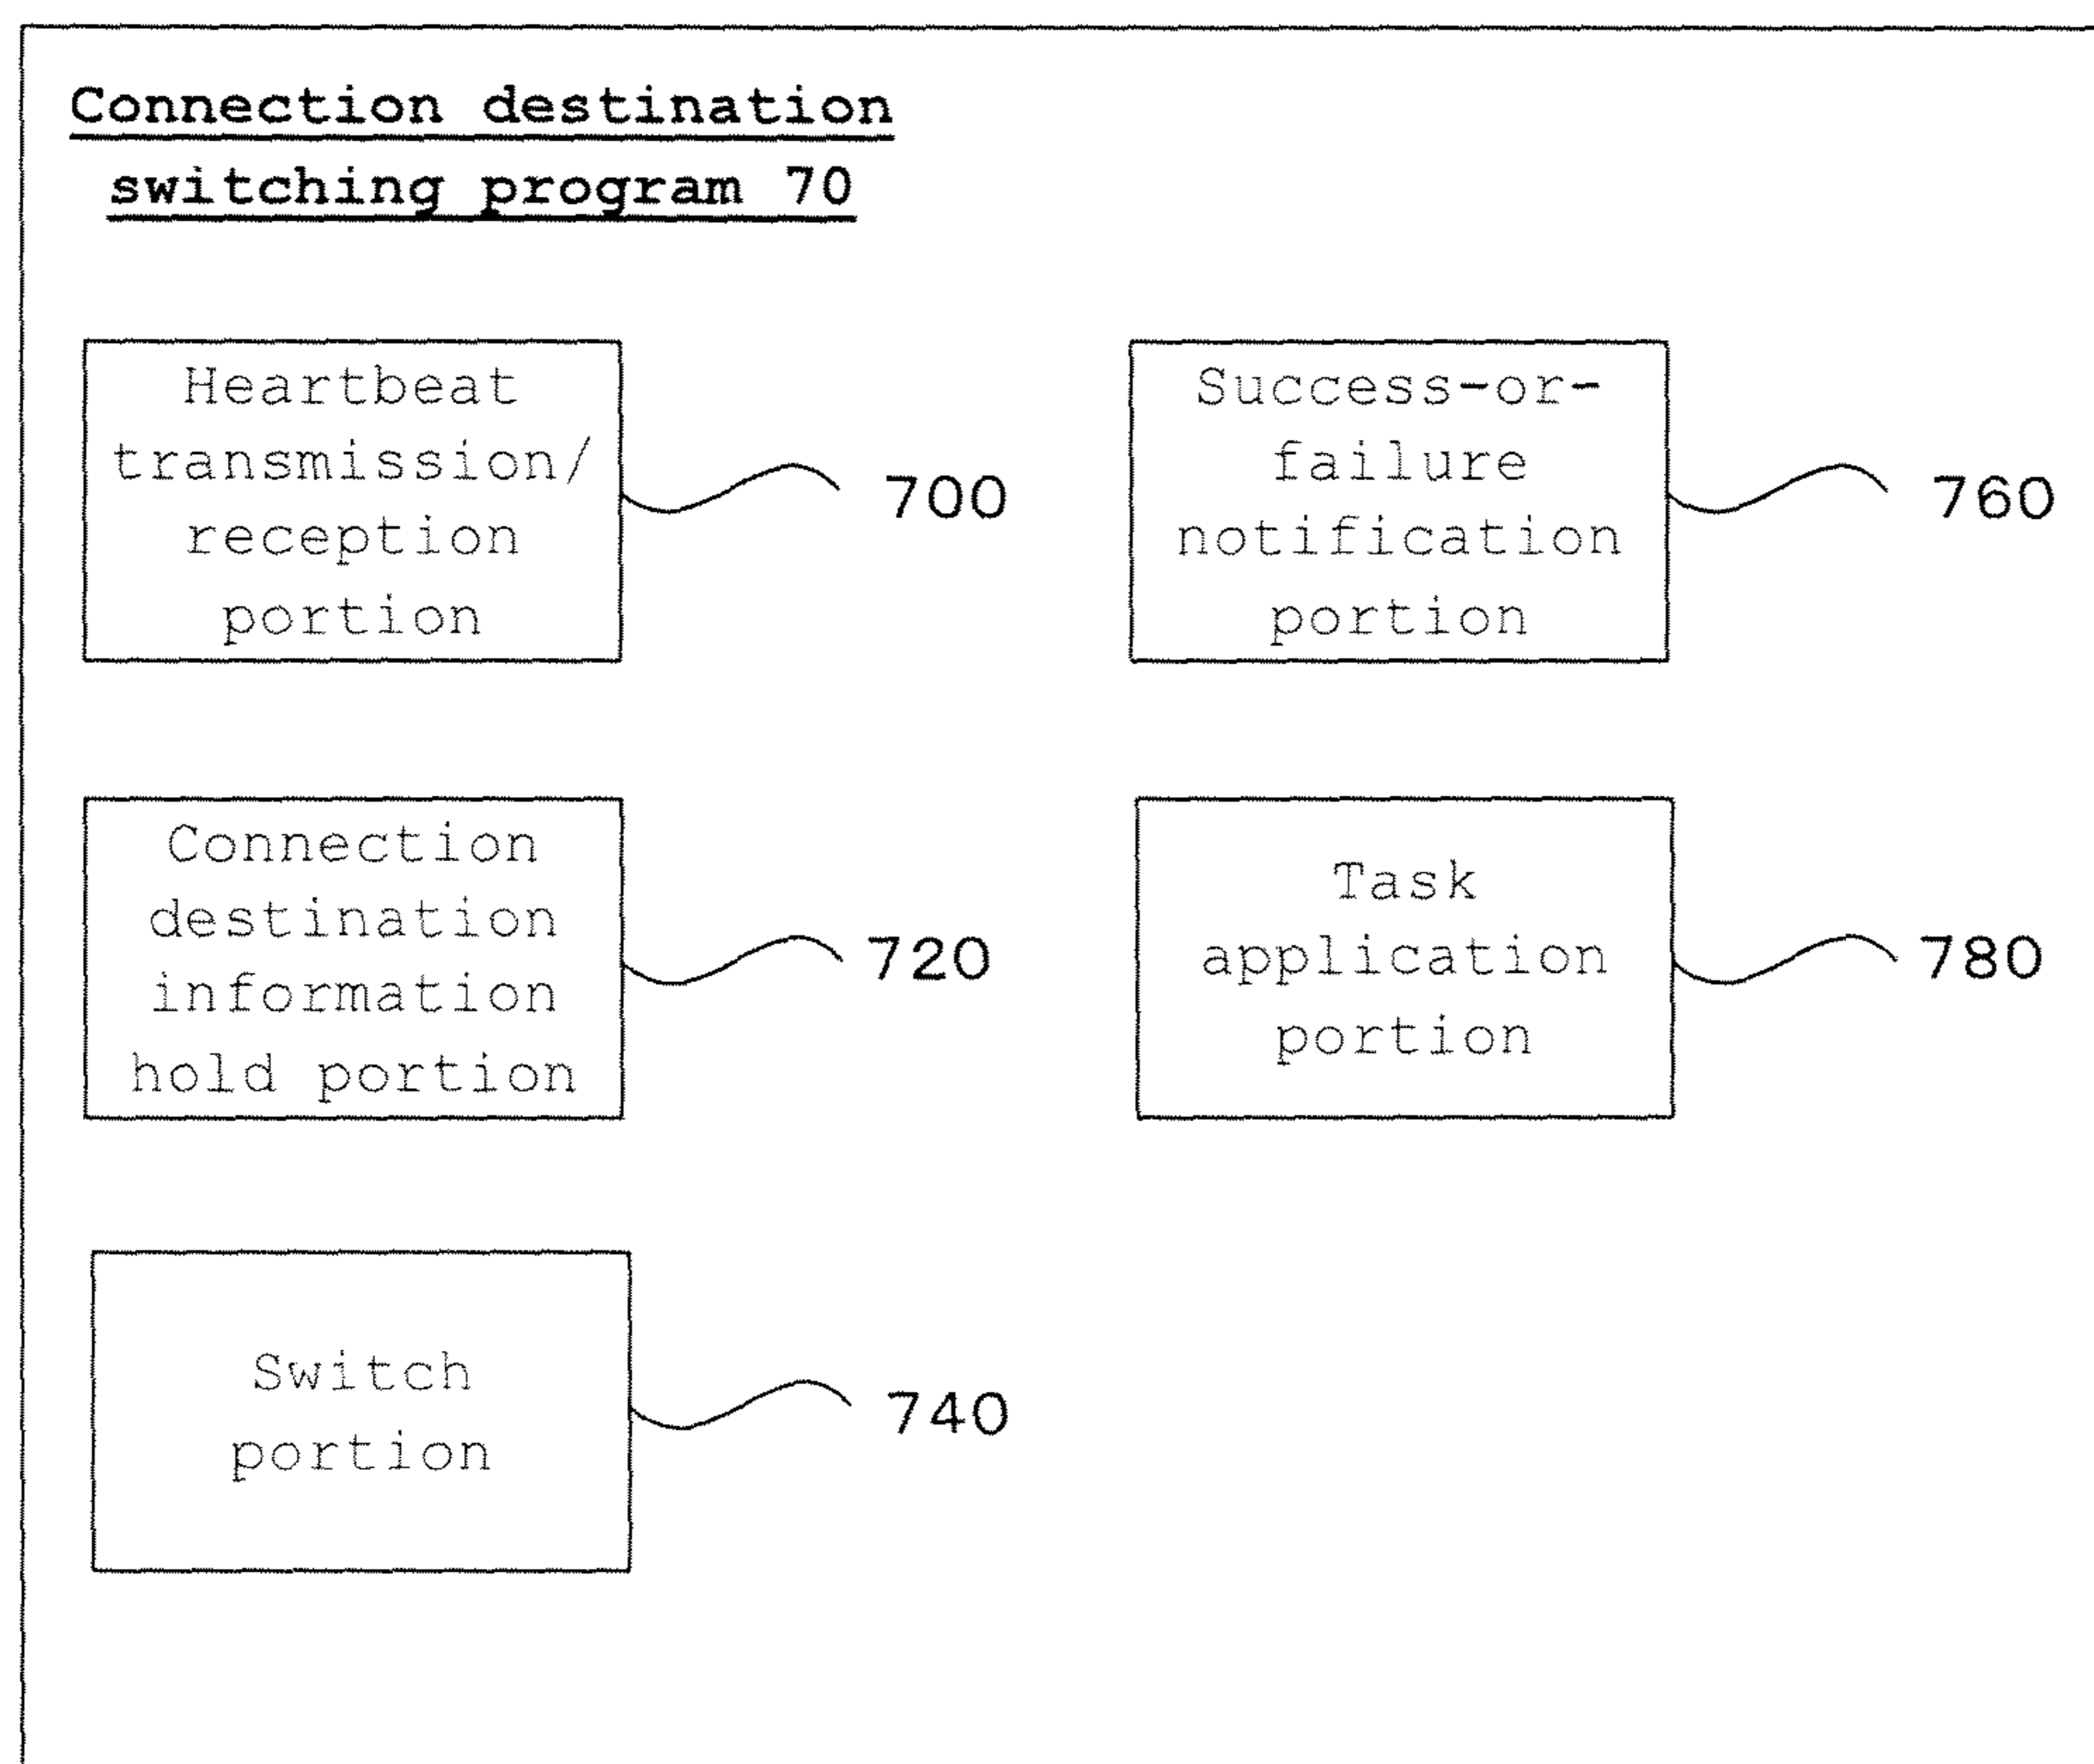 Connection destination
switching program 70
Heartbeat
transmission/
reception
portion
700
Success-or-
failure
notification
portion
760
Connection
destination
information
hold portion
720
Task
application
portion
780
Switch
portion
740